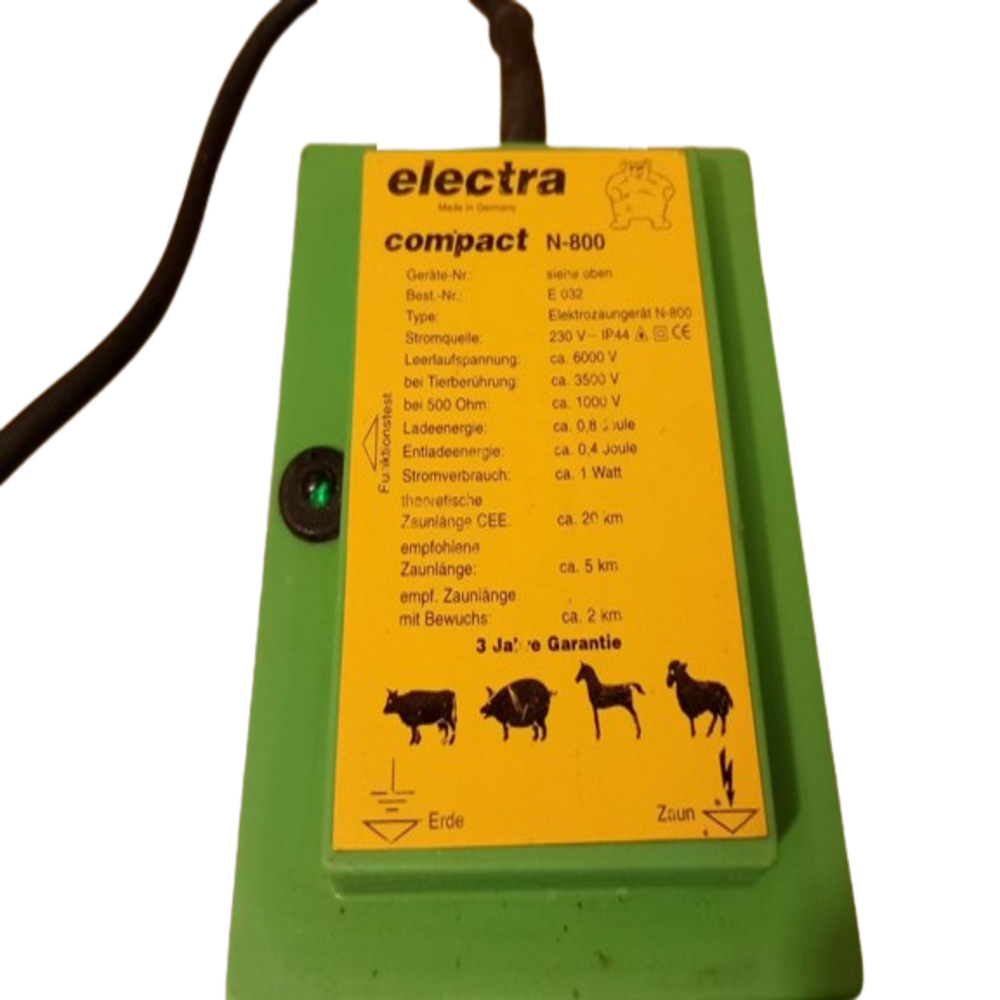 electra
Made in Germany
compact N-800
Geräte-Nr.: siehe oben
Best.-Nr.: E 032
Type: Elektrozaungerät N-800
Stromquelle: 230 V~ IP44 CE
Leerlaufspannung: ca. 6000 V
bei Tierberührung: ca. 3500 V
bei 500 Ohm: ca. 1000 V
Ladeenergie: ca. 0,8 Joule
Entladeenergie: ca. 0,4 Joule
Stromverbrauch: ca. 1 Watt
theoretische
Zaunlänge CEE: ca. 20 km
empfohlene
Zaunlänge: ca. 5 km
empf. Zaunlänge
mit Bewuchs: ca. 2 km
3 Jahre Garantie
Funktionstest
Erde
Zaun